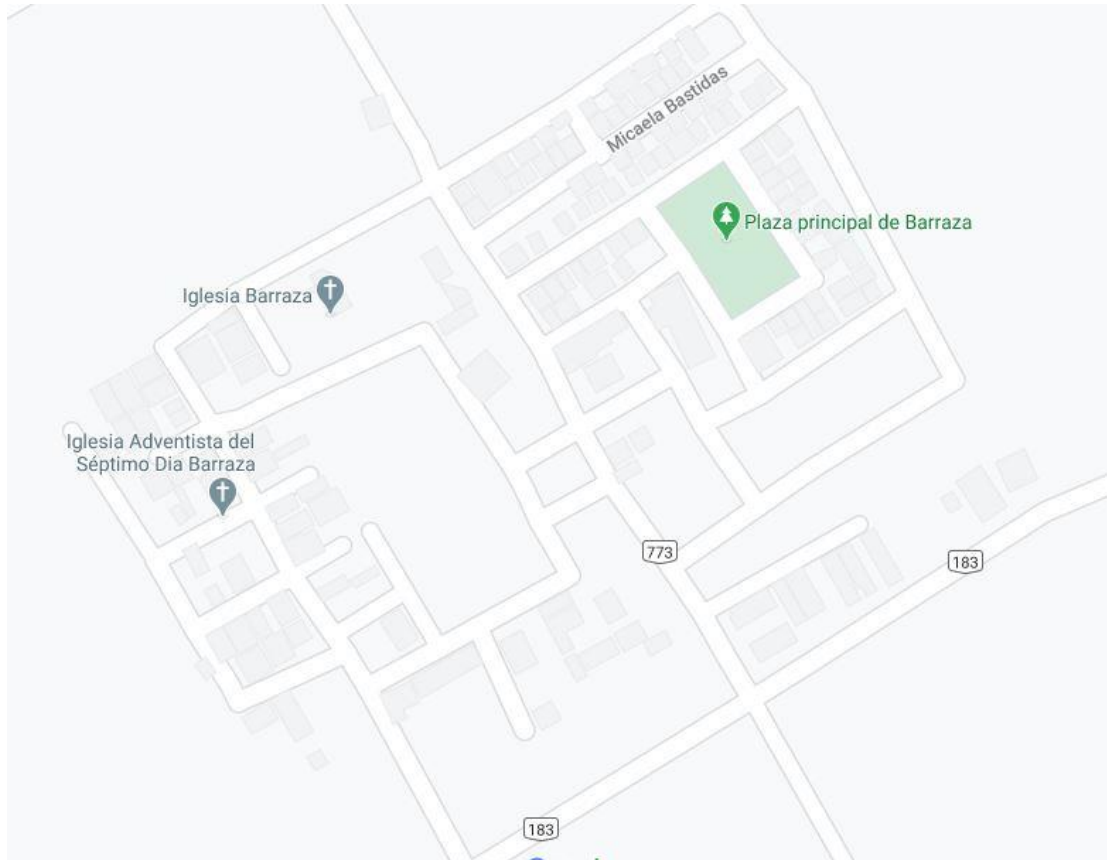 Micaela Bastidas
Plaza principal de Barraza
Iglesia Barraza
Iglesia Adventista del
Séptimo Dia Barraza
773
183
183